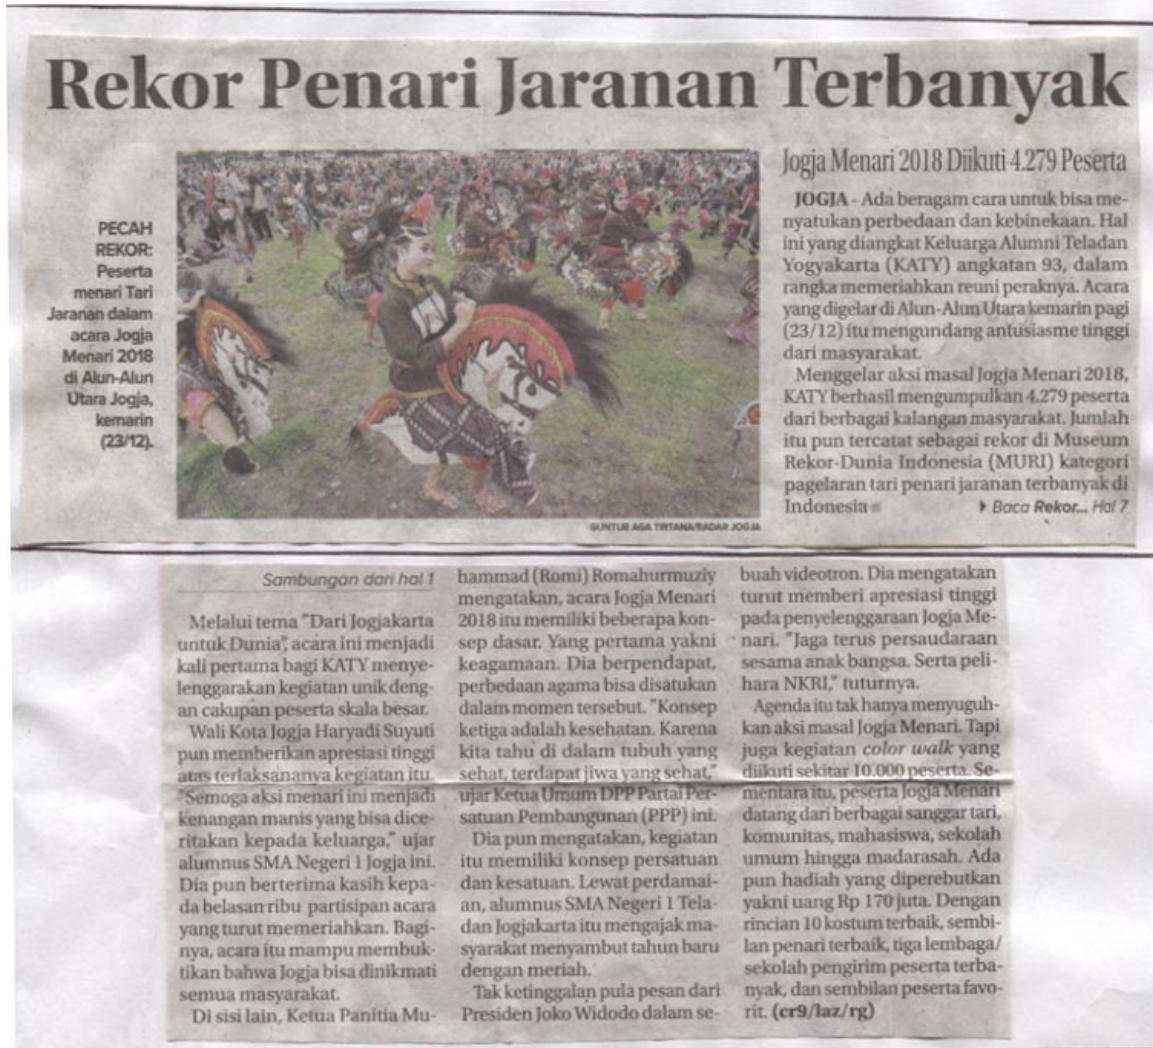 Rekor Penari Jaranan Terbanyak
PECAH
REKOR:
Peserta
menari Tari
Jaranan dalam
acara Jogja
Menari 2018
di Alun-Alun
Utara Jogja,
kemarin
(23/12).
GUNTUR AGA TIRTANA/RADAR JOGJA
Jogja Menari 2018 Diikuti 4.279 Peserta
JOGJA - Ada beragam cara untuk bisa me-
nyatukan perbedaan dan kebinekaan. Hal
ini yang diangkat Keluarga Alumni Teladan
Yogyakarta (KATY) angkatan 93, dalam
rangka memeriahkan reuni peraknya. Acara
yang digelar di Alun-Alun Utara kemarin pagi
(23/12) itu mengundang antusiasme tinggi
dari masyarakat.
Menggelar aksi masal Jogja Menari 2018,
KATY berhasil mengumpulkan 4.279 peserta
dari berbagai kalangan masyarakat. Jumlah
itu pun tercatat sebagai rekor di Museum
Rekor-Dunia Indonesia (MURI) kategori
pagelaran tari penari jaranan terbanyak di
Indonesia
Baca Rekor... Hal 7
Sambungan dari hal 1
Melalui tema "Dari Jogjakarta
untuk Dunia", acara ini menjadi
kali pertama bagi KATY menye-
lenggarakan kegiatan unik deng-
an cakupan peserta skala besar.
Wali Kota Jogja Haryadi Suyuti
pun memberikan apresiasi tinggi
atas terlaksananya kegiatan itu.
"Semoga aksi menari ini menjadi
kenangan manis yang bisa dice-
ritakan kepada keluarga," ujar
alumnus SMA Negeri 1 Jogja ini.
Dia pun berterima kasih kepa-
da belasan ribu partisipan acara
yang turut memeriahkan. Bagi-
nya, acara itu mampu membuk-
tikan bahwa Jogja bisa dinikmati
semua masyarakat.
Di sisi lain, Ketua Panitia Mu-
hammad (Romi) Romahurmuziy
mengatakan, acara Jogja Menari
2018 itu memiliki beberapa kon-
sep dasar. Yang pertama yakni
keagamaan. Dia berpendapat,
perbedaan agama bisa disatukan
dalam momen tersebut. "Konsep
ketiga adalah kesehatan. Karena
kita tahu di dalam tubuh yang
sehat, terdapat jiwa yang sehat,"
ujar Ketua Umum DPP Partai Per-
satuan Pembangunan (PPP) ini.
Dia pun mengatakan, kegiatan
itu memiliki konsep persatuan
dan kesatuan. Lewat perdamai-
an, alumnus SMA Negeri 1 Tela-
dan Jogjakarta itu mengajak ma-
syarakat menyambut tahun baru
dengan meriah.
Tak ketinggalan pula pesan dari
Presiden Joko Widodo dalam se-
buah videotron. Dia mengatakan
turut memberi apresiasi tinggi
pada penyelenggaraan Jogja Me-
nari. "Jaga terus persaudaraan
sesama anak bangsa. Serta peli-
hara NKRI," tuturnya.
Agenda itu tak hanya menyuguh-
kan aksi masal Jogja Menari. Tapi
juga kegiatan color walk yang
diikuti sekitar 10.000 peserta. Se-
mentara itu, peserta Jogja Menari
datang dari berbagai sanggar tari,
komunitas, mahasiswa, sekolah
umum hingga madarasah. Ada
pun hadiah yang diperebutkan
yakni uang Rp 170 juta. Dengan
rincian 10 kostum terbaik, sembi-
lan penari terbaik, tiga lembaga/
sekolah pengirim peserta terba-
nyak, dan sembilan peserta favo-
rit. (cr9/laz/rg)